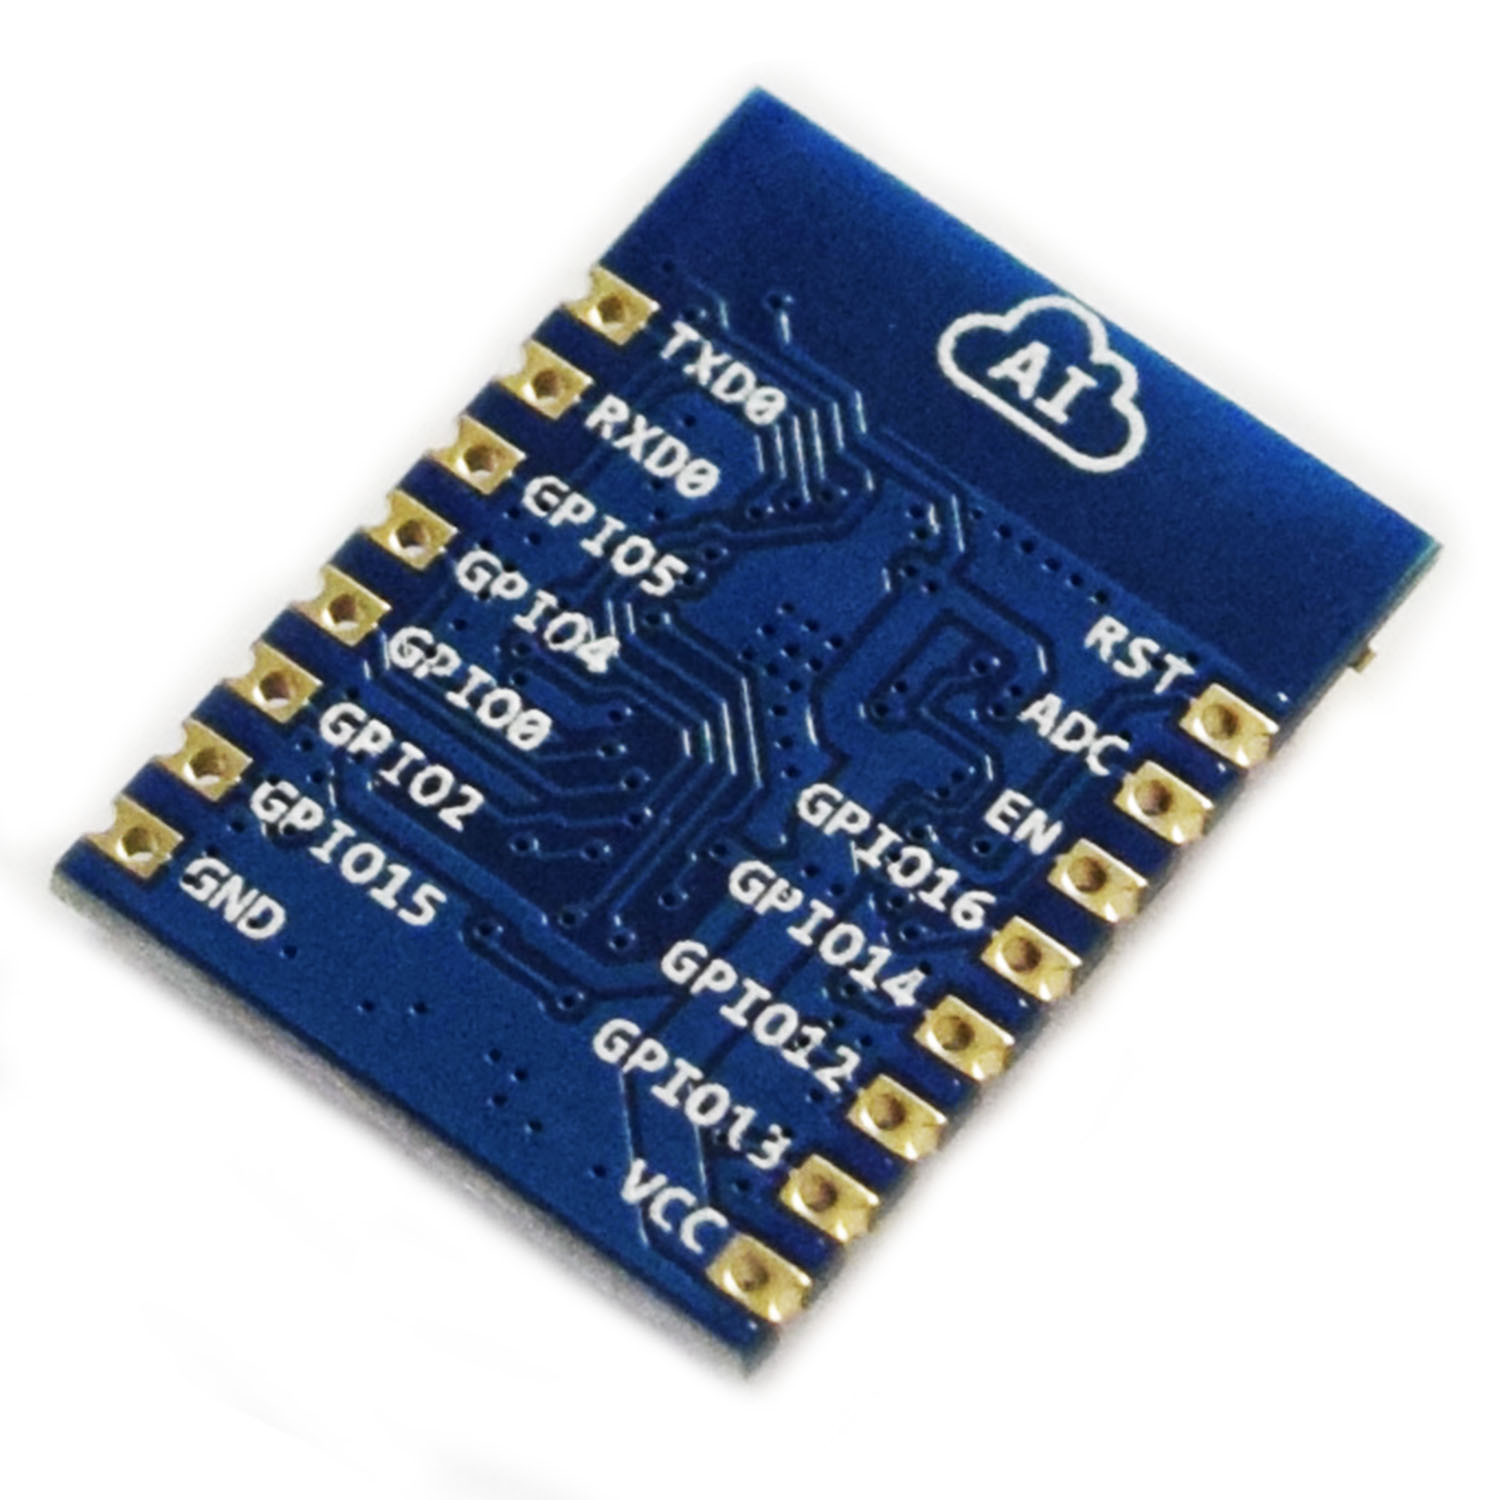 AI
TXD0
RXD0
GPIO5
GPIO4
GPIO0
GPIO2
GPIO15
GND
RST
ADC
EN
GPIO16
GPIO14
GPIO12
GPIO13
VCC